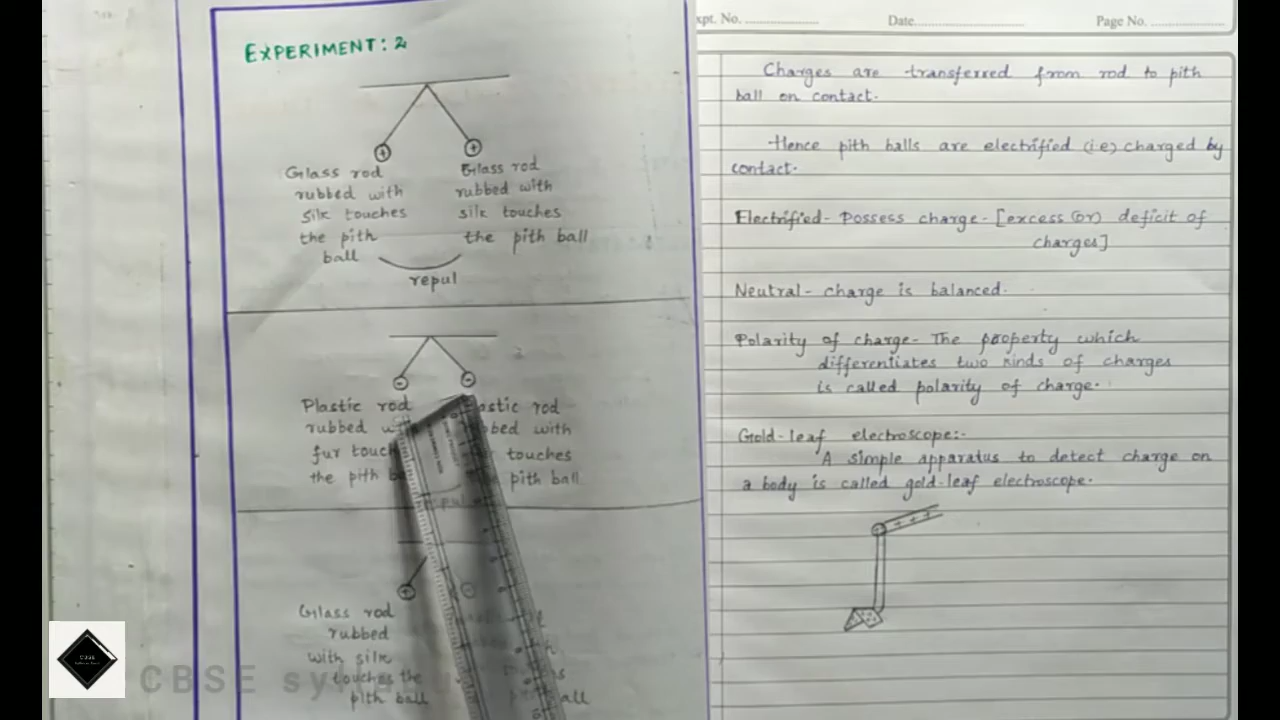 EXPERIMENT: 2
Glass rod
rubbed with
silk touches
the pith
ball
Glass rod
rubbed with
silk touches
the pith ball
repul
Plastic rod
rubbed
fur touch
the pith
rod
with
touches
pith ball
Glass rod
rubbed
with silk
touches the
pith ball
CBSE
Date
Page No.
Charges are transferred from rod to pith
ball on contact.
Hence pith balls are electrified (i.e) charged by
contact.
Electrified- Possess charge- [excess (or) deficit of
charges]
Neutral- charge is balanced.
Polarity of charge- The property which
differentiates two kinds of charges
is called polarity of charge.
Gold-leaf electroscope:-
A simple apparatus to detect charge on
a body is called gold-leaf electroscope.